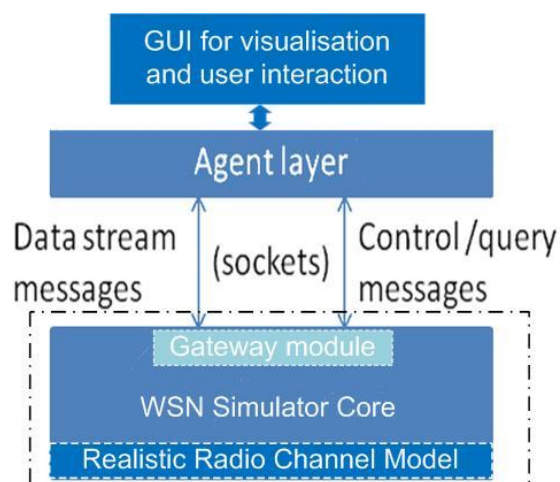 GUI for visualisation
and user interaction
Agent layer
Data stream
messages
(sockets)
Control /query
messages
Gateway module
WSN Simulator Core
Realistic Radio Channel Model